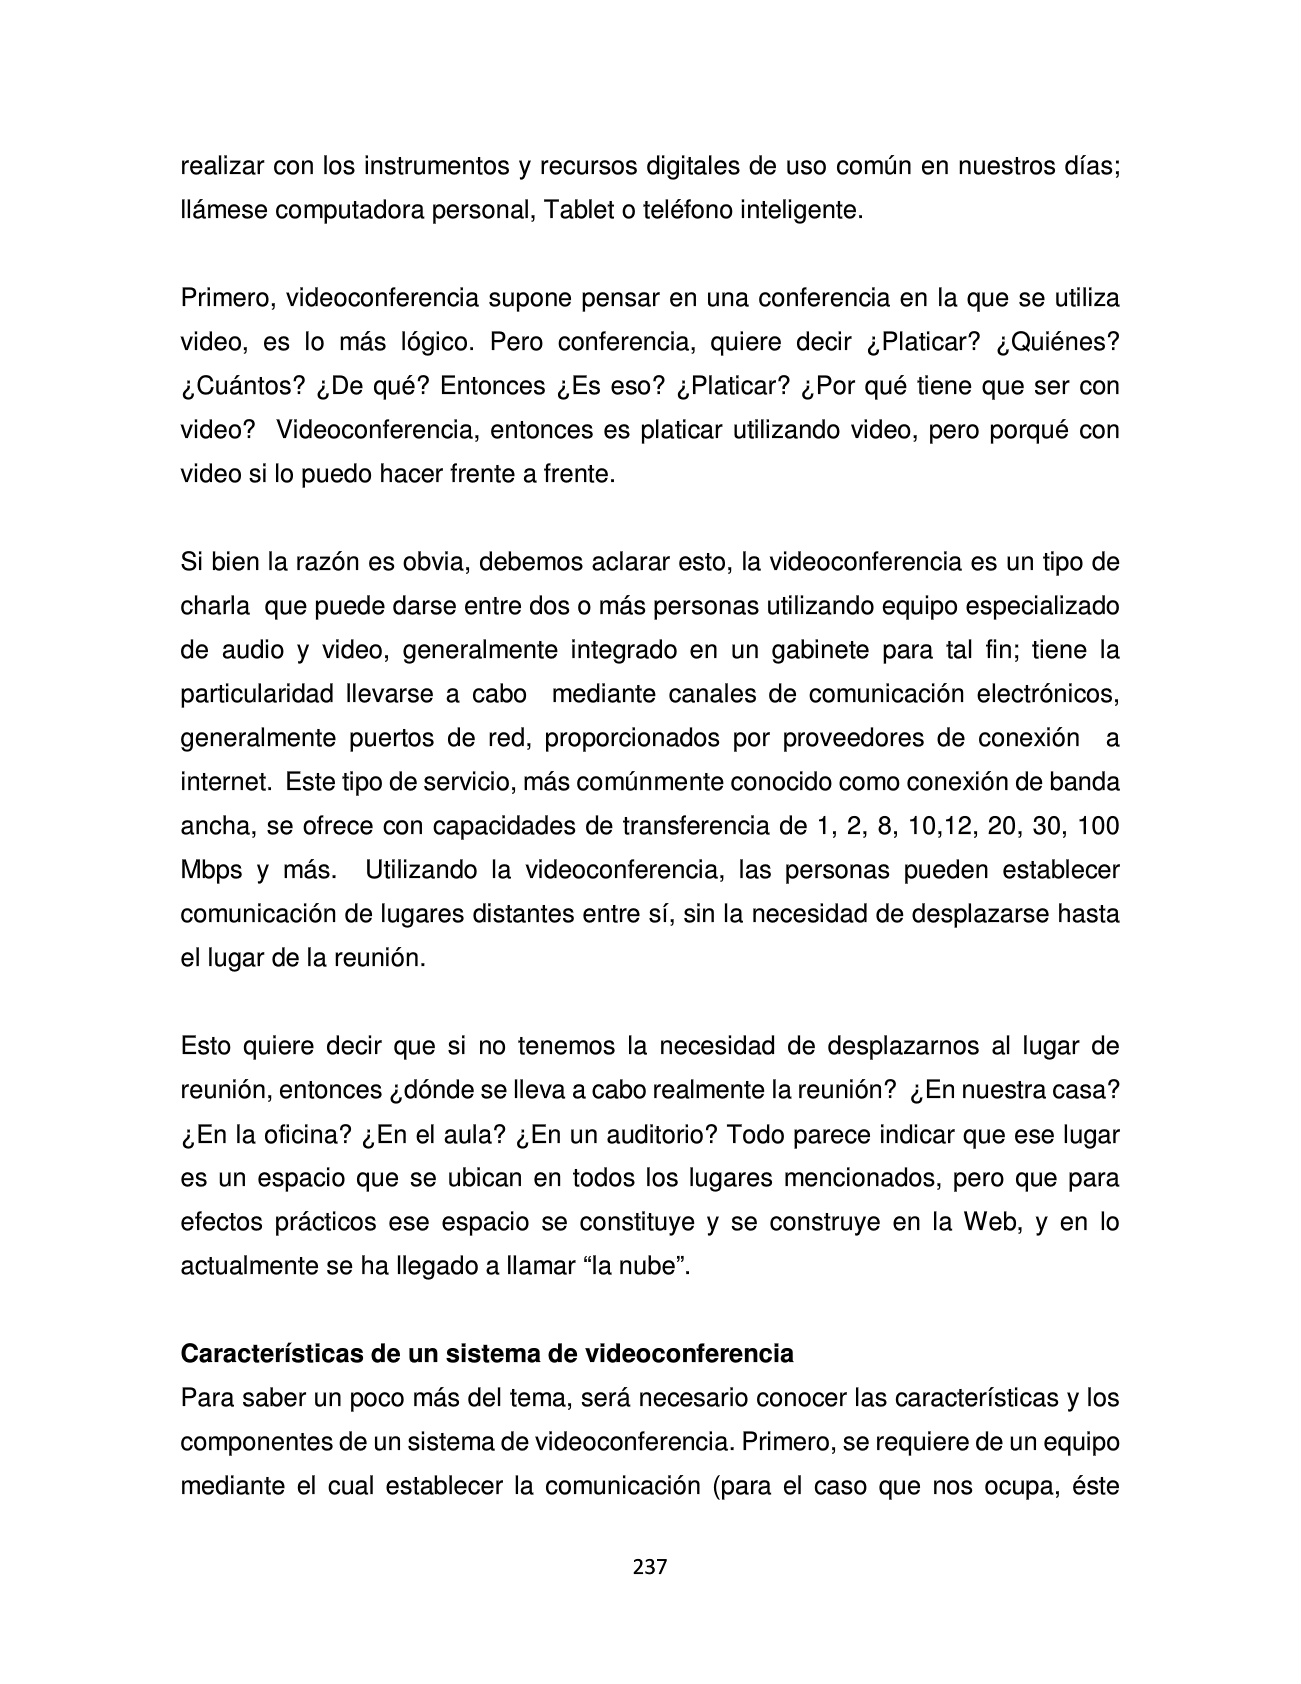 realizar con los instrumentos y recursos digitales de uso común en nuestros días;
llámese computadora personal, Tablet o teléfono inteligente.
Primero, videoconferencia supone pensar en una conferencia en la que se utiliza
video, es lo más lógico. Pero conferencia, quiere decir ¿Platicar? ¿Quiénes?
¿Cuántos? ¿De qué? Entonces ¿Es eso? ¿Platicar? ¿Por qué tiene que ser con
video?  Videoconferencia, entonces es platicar utilizando video, pero porqué con
video si lo puedo hacer frente a frente.
Si bien la razón es obvia, debemos aclarar esto, la videoconferencia es un tipo de
charla  que puede darse entre dos o más personas utilizando equipo especializado
de audio y video, generalmente integrado en un gabinete para tal fin; tiene la
particularidad llevarse a cabo  mediante canales de comunicación electrónicos,
generalmente puertos de red, proporcionados por proveedores de conexión  a
internet.  Este tipo de servicio, más comúnmente conocido como conexión de banda
ancha, se ofrece con capacidades de transferencia de 1, 2, 8, 10,12, 20, 30, 100
Mbps y más.  Utilizando la videoconferencia, las personas pueden establecer
comunicación de lugares distantes entre sí, sin la necesidad de desplazarse hasta
el lugar de la reunión.
Esto quiere decir que si no tenemos la necesidad de desplazarnos al lugar de
reunión, entonces ¿dónde se lleva a cabo realmente la reunión?  ¿En nuestra casa?
¿En la oficina? ¿En el aula? ¿En un auditorio? Todo parece indicar que ese lugar
es un espacio que se ubican en todos los lugares mencionados, pero que para
efectos prácticos ese espacio se constituye y se construye en la Web, y en lo
actualmente se ha llegado a llamar “la nube”.
Características de un sistema de videoconferencia
Para saber un poco más del tema, será necesario conocer las características y los
componentes de un sistema de videoconferencia. Primero, se requiere de un equipo
mediante el cual establecer la comunicación (para el caso que nos ocupa, éste
237